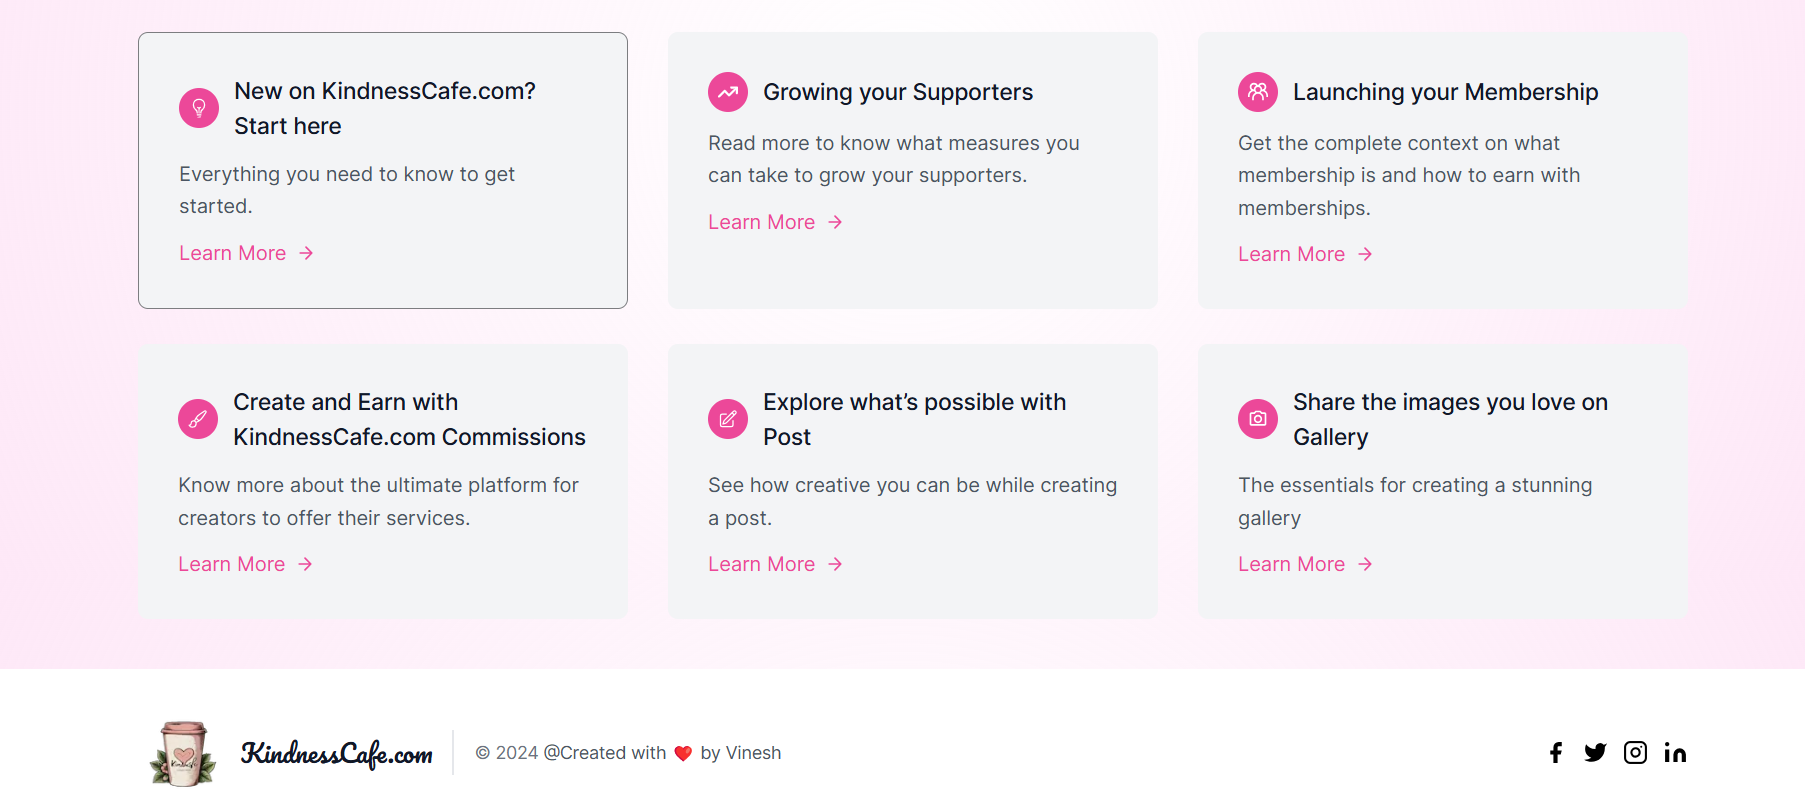 New on KindnessCafe.com?
Start here
Everything you need to know to get
started.
Learn More
Growing your Supporters
Read more to know what measures you
can take to grow your supporters.
Learn More
Launching your Membership
Get the complete context on what
membership is and how to earn with
memberships.
Learn More
Create and Earn with
KindnessCafe.com Commissions
Know more about the ultimate platform for
creators to offer their services.
Learn More
Explore what’s possible with
Post
See how creative you can be while creating
a post.
Learn More
Share the images you love on
Gallery
The essentials for creating a stunning
gallery
Learn More
KindnessCafe.com
© 2024 @Created with ❤️ by Vinesh